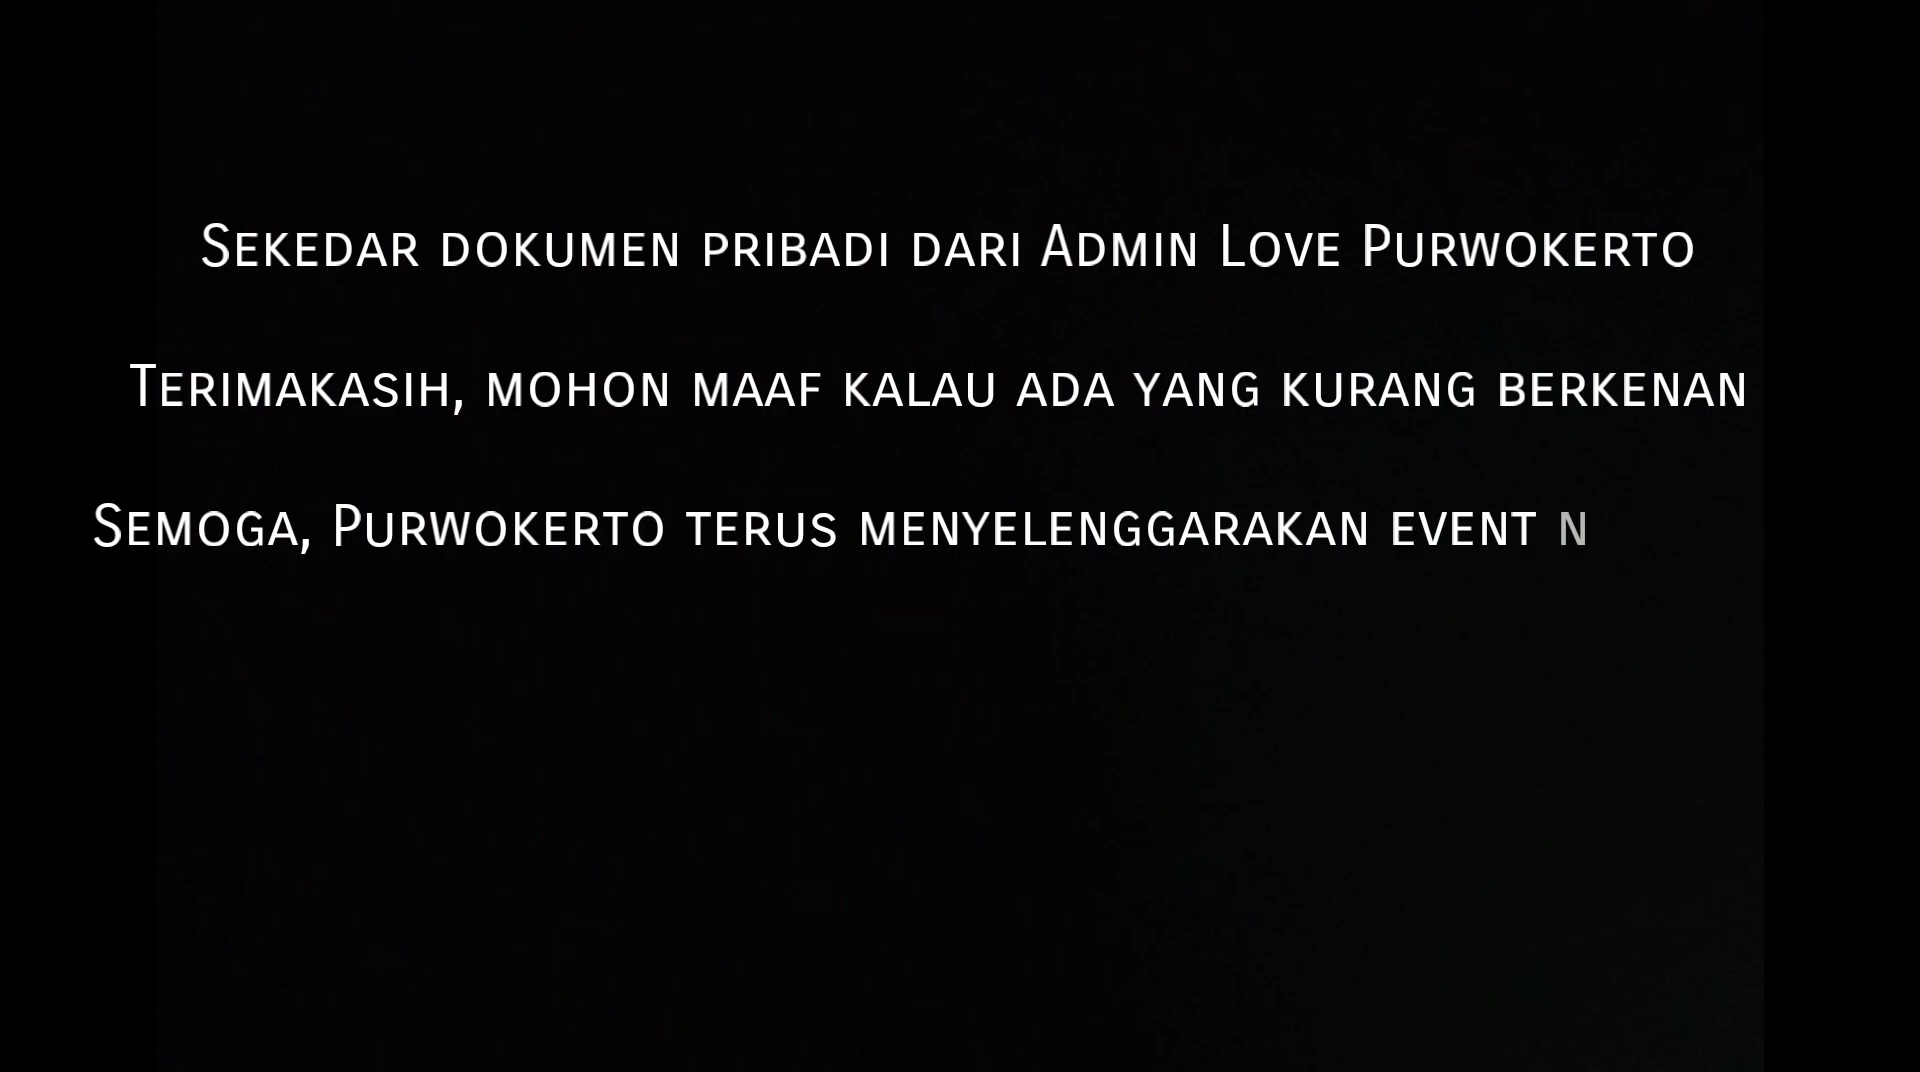 Sekedar dokumen pribadi dari Admin Love Purwokerto
Terimakasih, mohon maaf kalau ada yang kurang berkenan
Semoga, Purwokerto terus menyelenggarakan event n